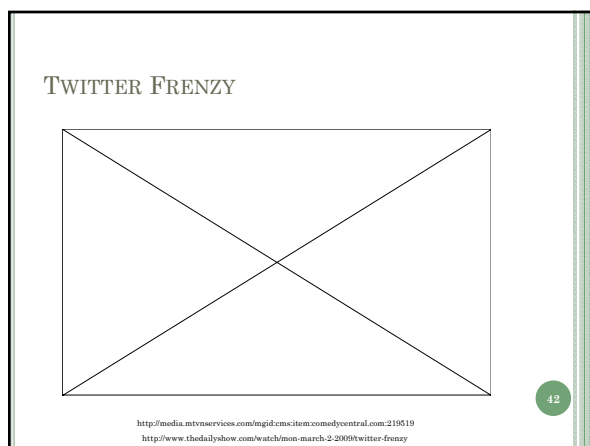 TWITTER FRENZY
42
http://media.mtvnservices.com/mgid:cms:item:comedycentral.com:219519
http://www.thedailyshow.com/watch/mon-march-2-2009/twitter-frenzy